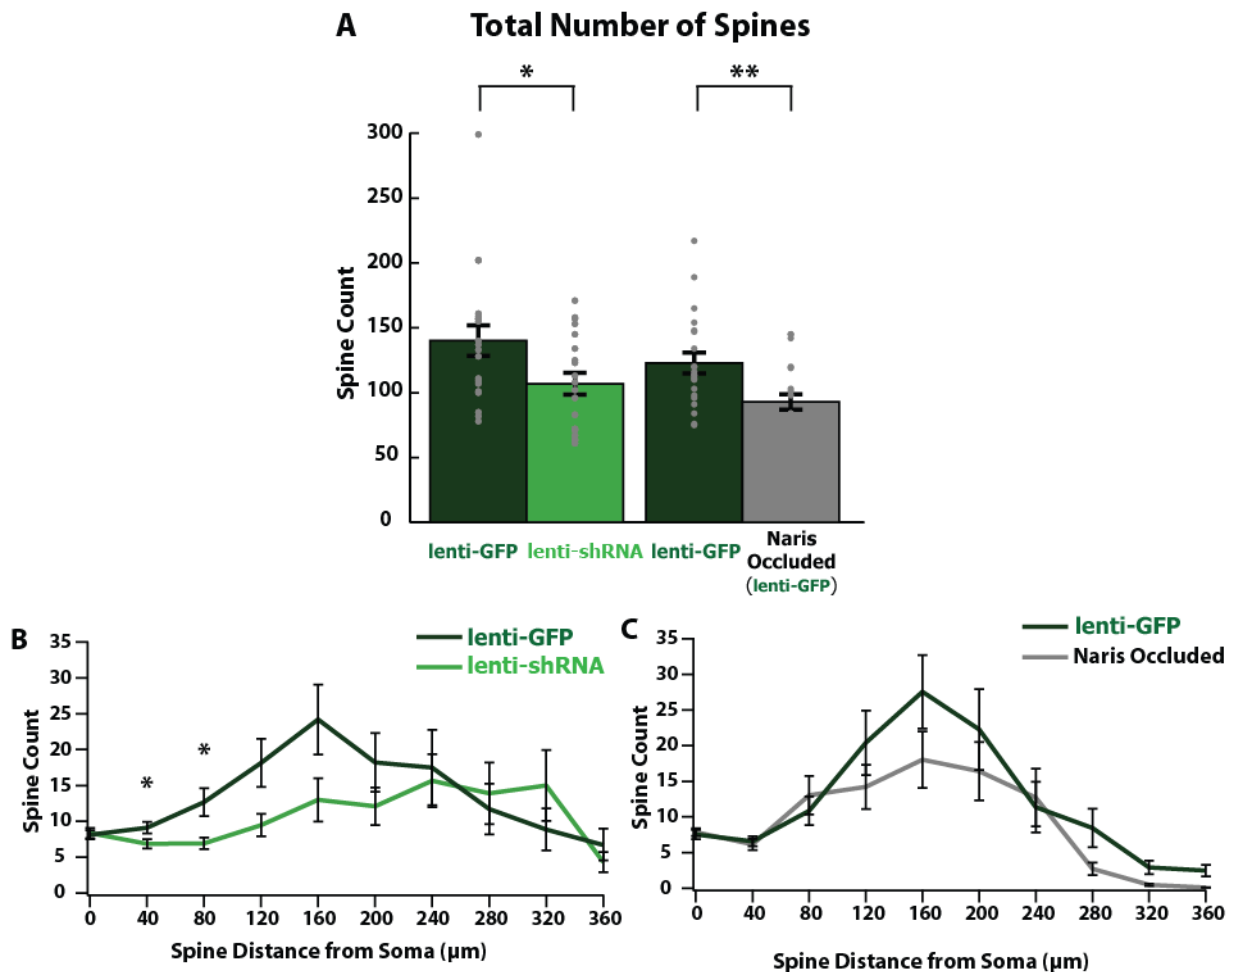 A Total Number of Spines
* **
Spine Count
300
250
200
150
100
50
0
lenti-GFP lenti-shRNA lenti-GFP Naris
Occluded
(lenti-GFP)
B
lenti-GFP
lenti-shRNA
Spine Count
35
30
25
20
15
10
5
0
* *
0 40 80 120 160 200 240 280 320 360
Spine Distance from Soma (µm)
C
lenti-GFP
Naris Occluded
Spine Count
35
30
25
20
15
10
5
0
0 40 80 120 160 200 240 280 320 360
Spine Distance from Soma (µm)